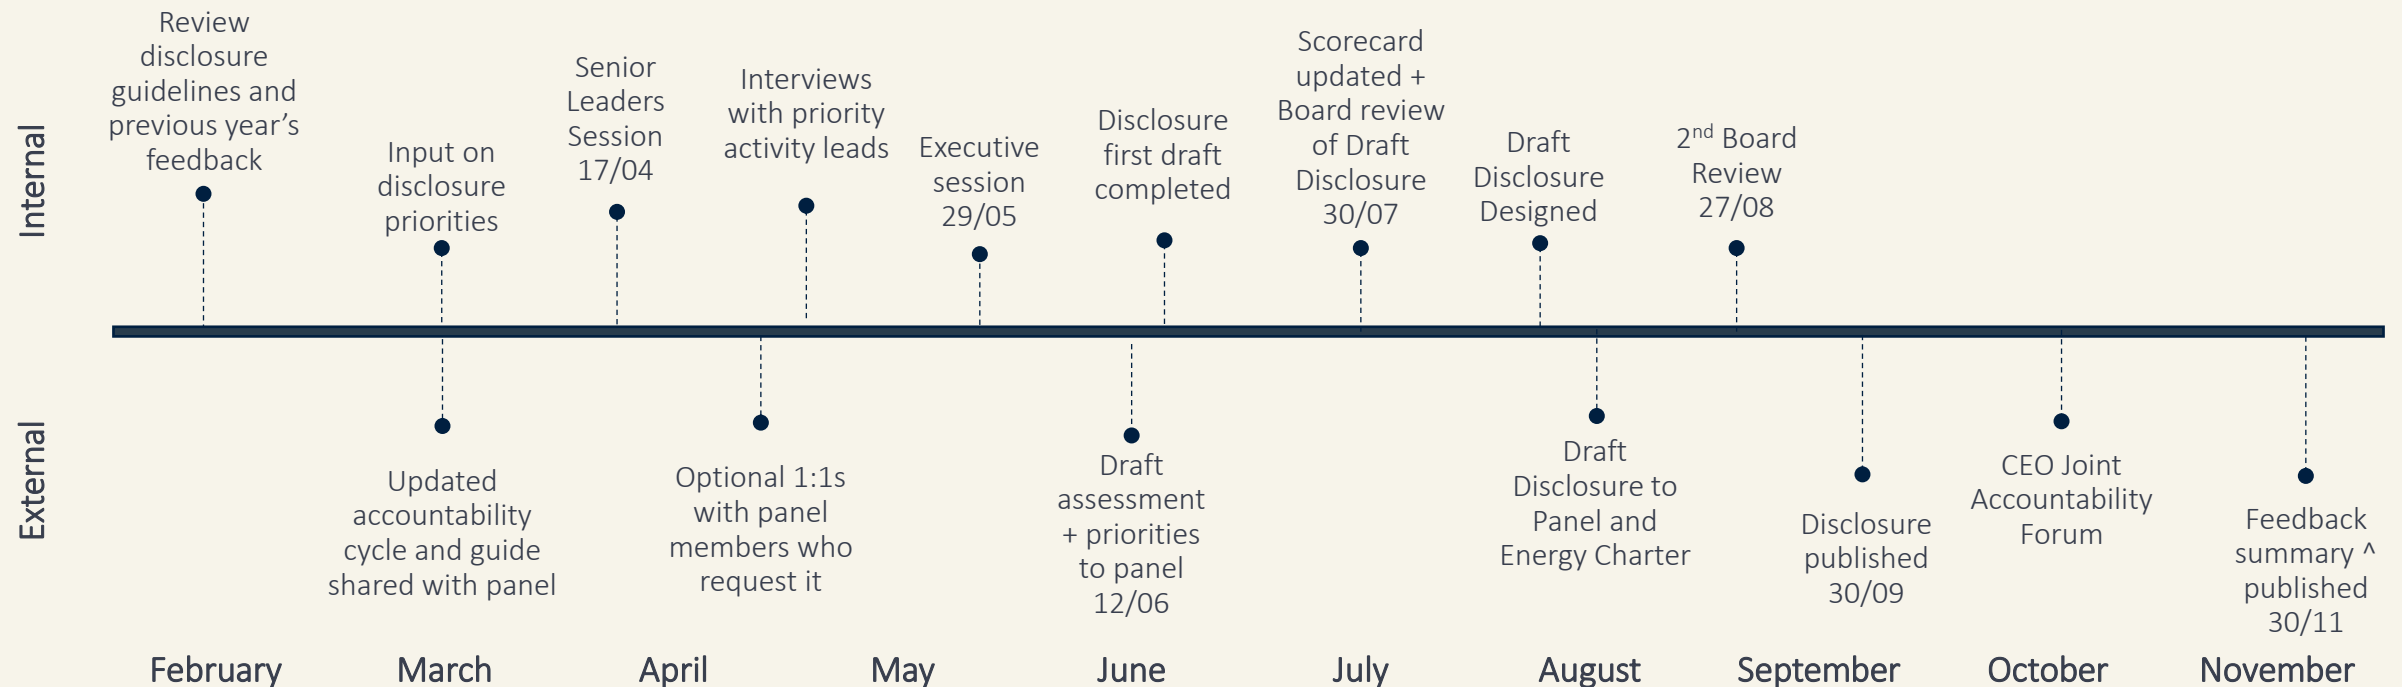 Internal
Review
disclosure
guidelines and
previous year’s
feedback
Input on
disclosure
priorities
Senior
Leaders
Session
17/04
Interviews
with priority
activity leads
Executive
session
29/05
Disclosure
first draft
completed
Scorecard
updated +
Board review
of Draft
Disclosure
30/07
Draft
Disclosure
Designed
2nd Board
Review
27/08
External
Updated
accountability
cycle and guide
shared with panel
Optional 1:1s
with panel
members who
request it
Draft
assessment
+ priorities
to panel
12/06
Draft
Disclosure to
Panel and
Energy Charter
Disclosure
published
30/09
CEO Joint
Accountability
Forum
Feedback
summary ^
published
30/11
February
March
April
May
June
July
August
September
October
November